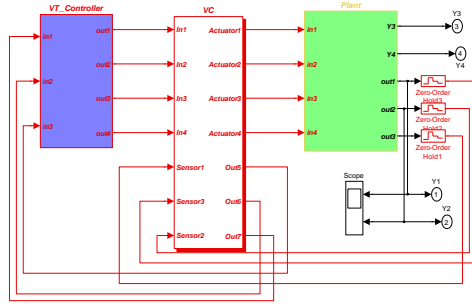 VT_Controller
VC
Plant
Y3
in1
out1
In1
Actuator1
in1
Y3
3
Y4
4
Y4
in2
out2
In2
Actuator2
in2
out1
Zero-Order
Hold3
in3
out3
In3
Actuator3
in3
out2
Zero-Order
Hold2
out4
In4
Actuator4
in4
out3
Zero-Order
Hold1
Sensor1
Out5
Scope
Y1
1
Sensor3
Out6
Y2
2
Sensor2
Out7